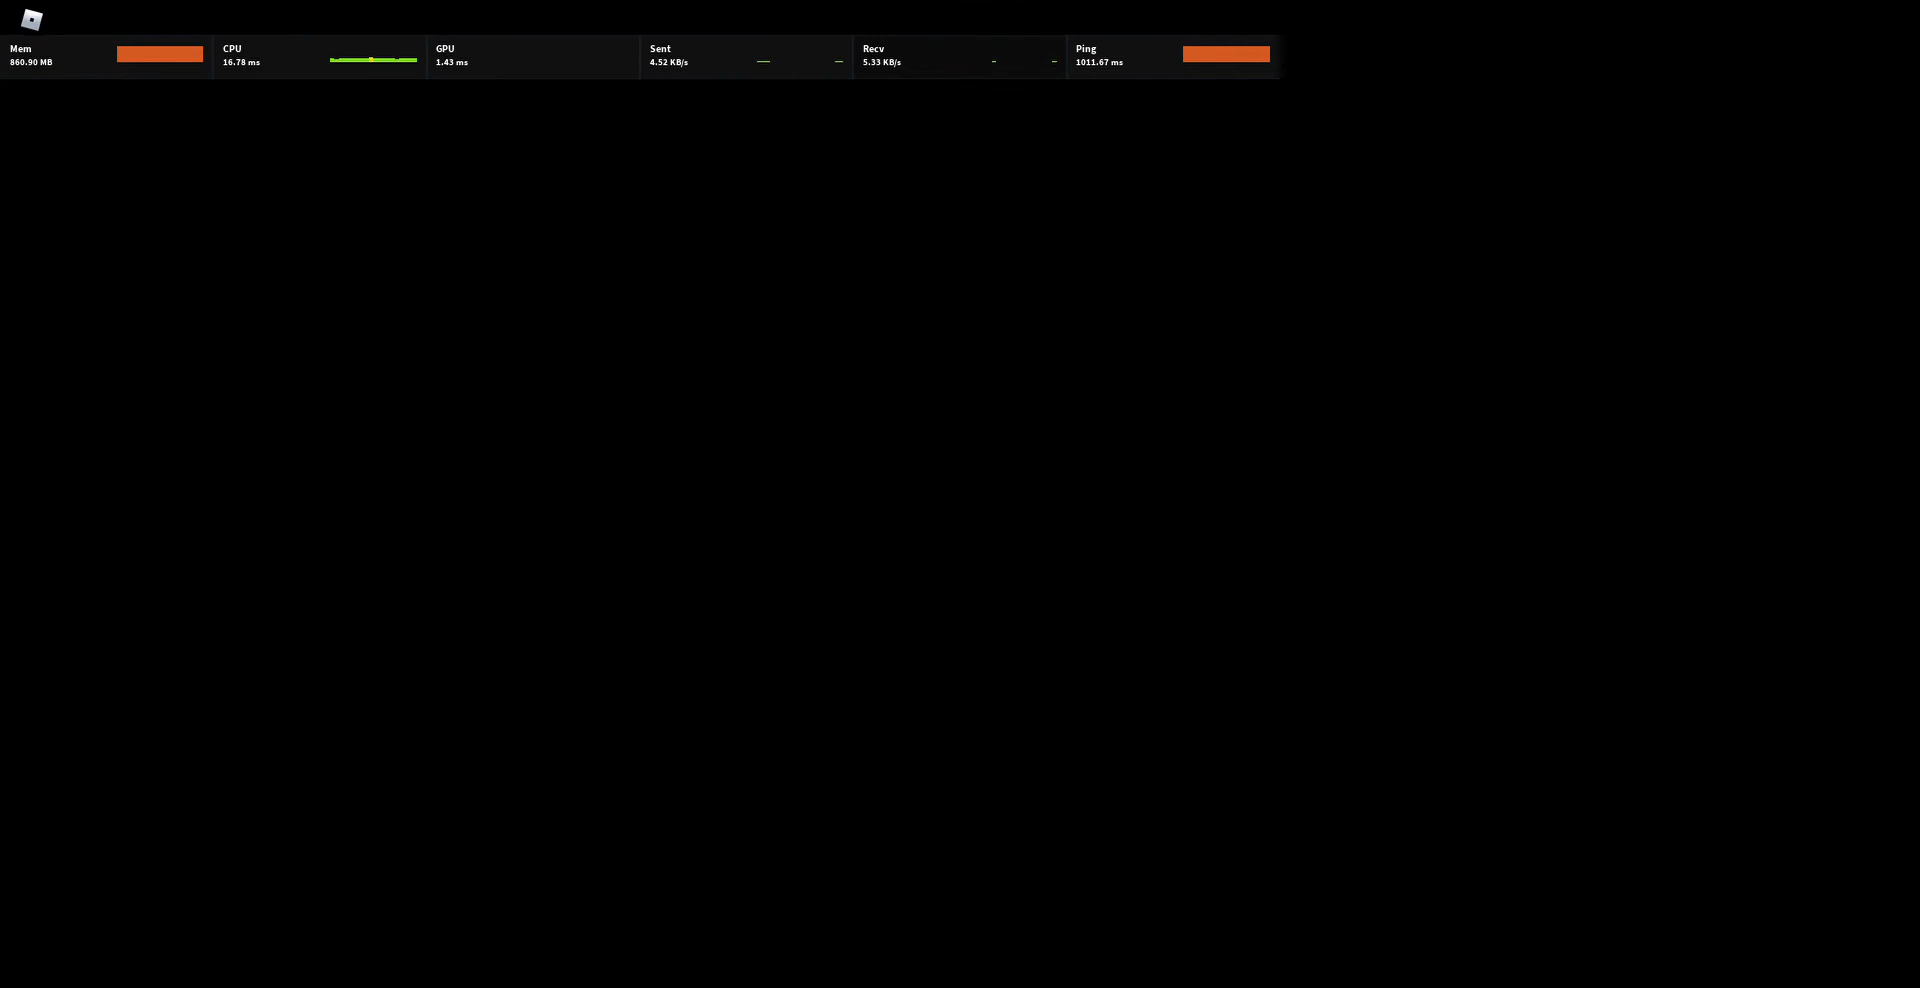 Mem CPU GPU Sent Recv Ping
860.90 MB 16.78 ms 1.43 ms 4.52 KB/s 5.33 KB/s 1011.67 ms